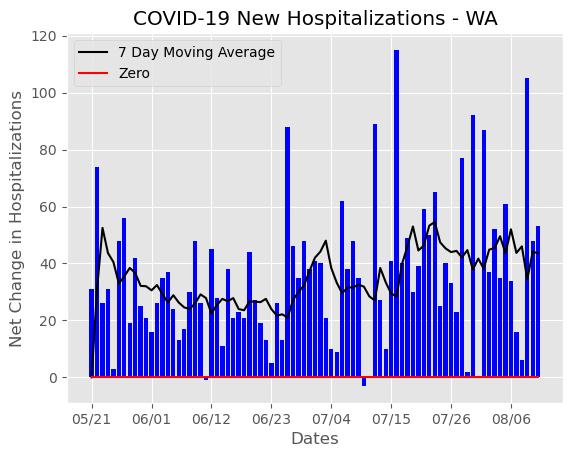 COVID-19 New Hospitalizations - WA
7 Day Moving Average
Zero
Net Change in Hospitalizations
120
100
80
60
40
20
0
05/21 06/01 06/12 06/23 07/04 07/15 07/26 08/06
Dates